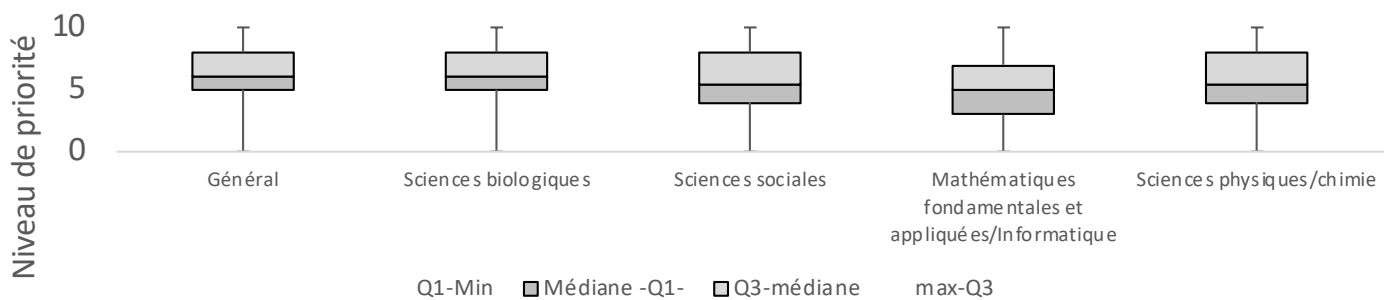 Niveau de priorité
10
5
0
Général
Sciences biologiques
Sciences sociales
Mathématiques
fondamentales et
appliquées/Informatique
Sciences physiques/chimie
Q1-Min Médiane -Q1- Q3-médiane max-Q3